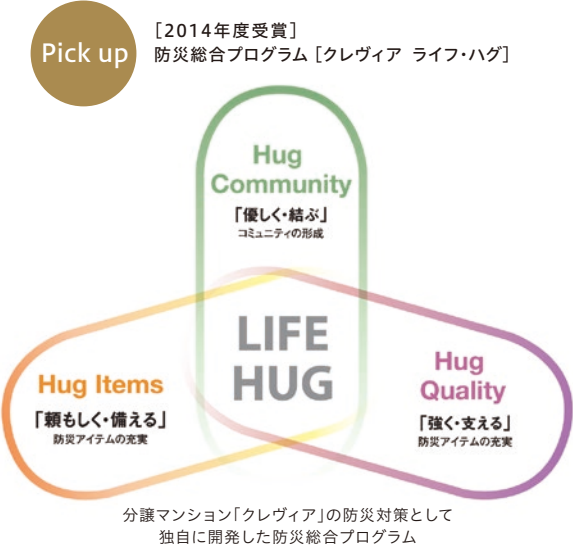 Pick up
［2014年度受賞］
防災総合プログラム［クレヴィア ライフ・ハグ］
Hug
Community
「優しく・結ぶ」
コミュニティの形成
LIFE
HUG
Hug Items
「頼もしく・備える」
防災アイテムの充実
Hug
Quality
「強く・支える」
防災アイテムの充実
分譲マンション「クレヴィア」の防災対策として
独自に開発した防災総合プログラム